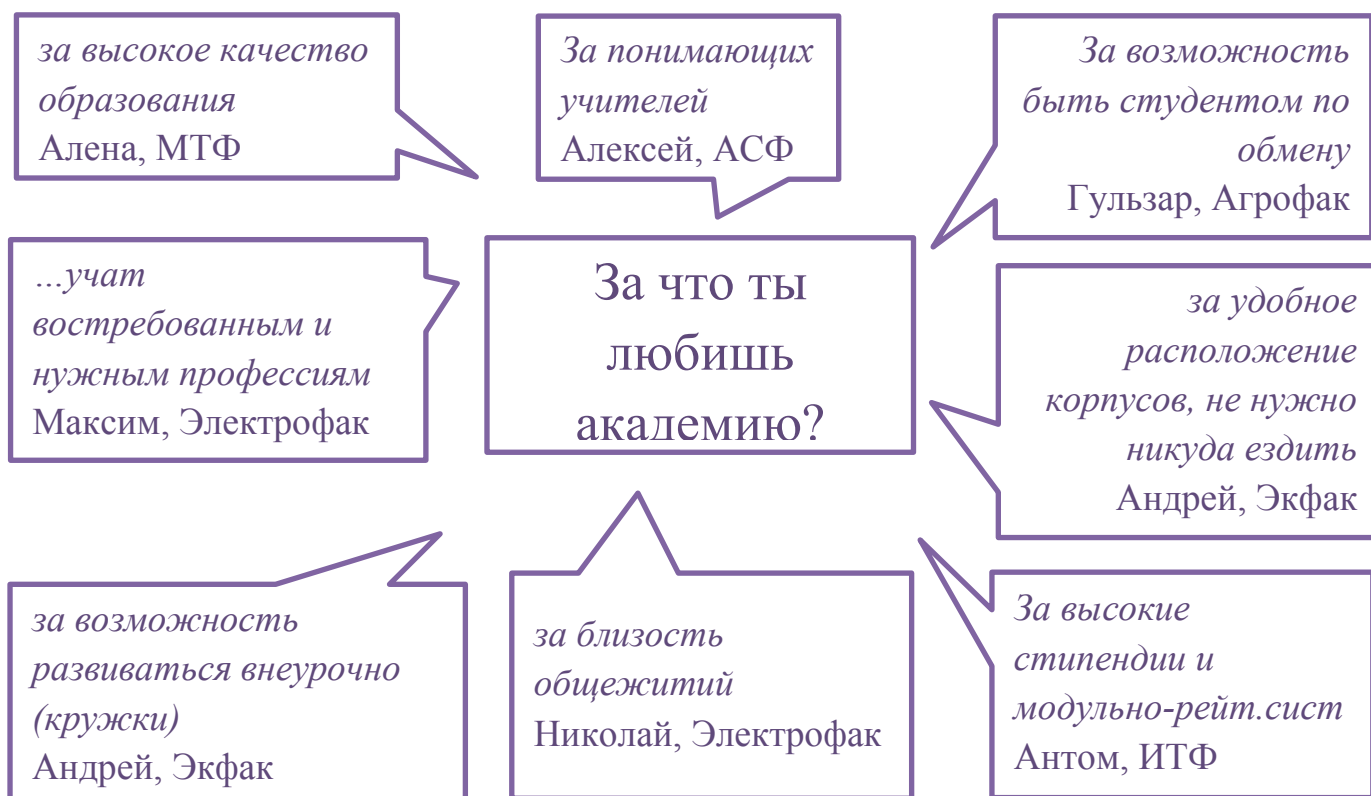 за высокое качество
образования
Алена, МТФ
За понимающих
учителей
Алексей, АСФ
За возможность
быть студентом по
обмену
Гульзар, Агрофак
...учат
востребованным и
нужным профессиям
Максим, Электрофак
За что ты
любишь
академию?
за удобное
расположение
корпусов, не нужно
никуда ездить
Андрей, Экфак
за возможность
развиваться внеурочно
(кружки)
Андрей, Экфак
за близость
общежитий
Николай, Электрофак
За высокие
стипендии и
модульно-рейт.сист
Антом, ИТФ